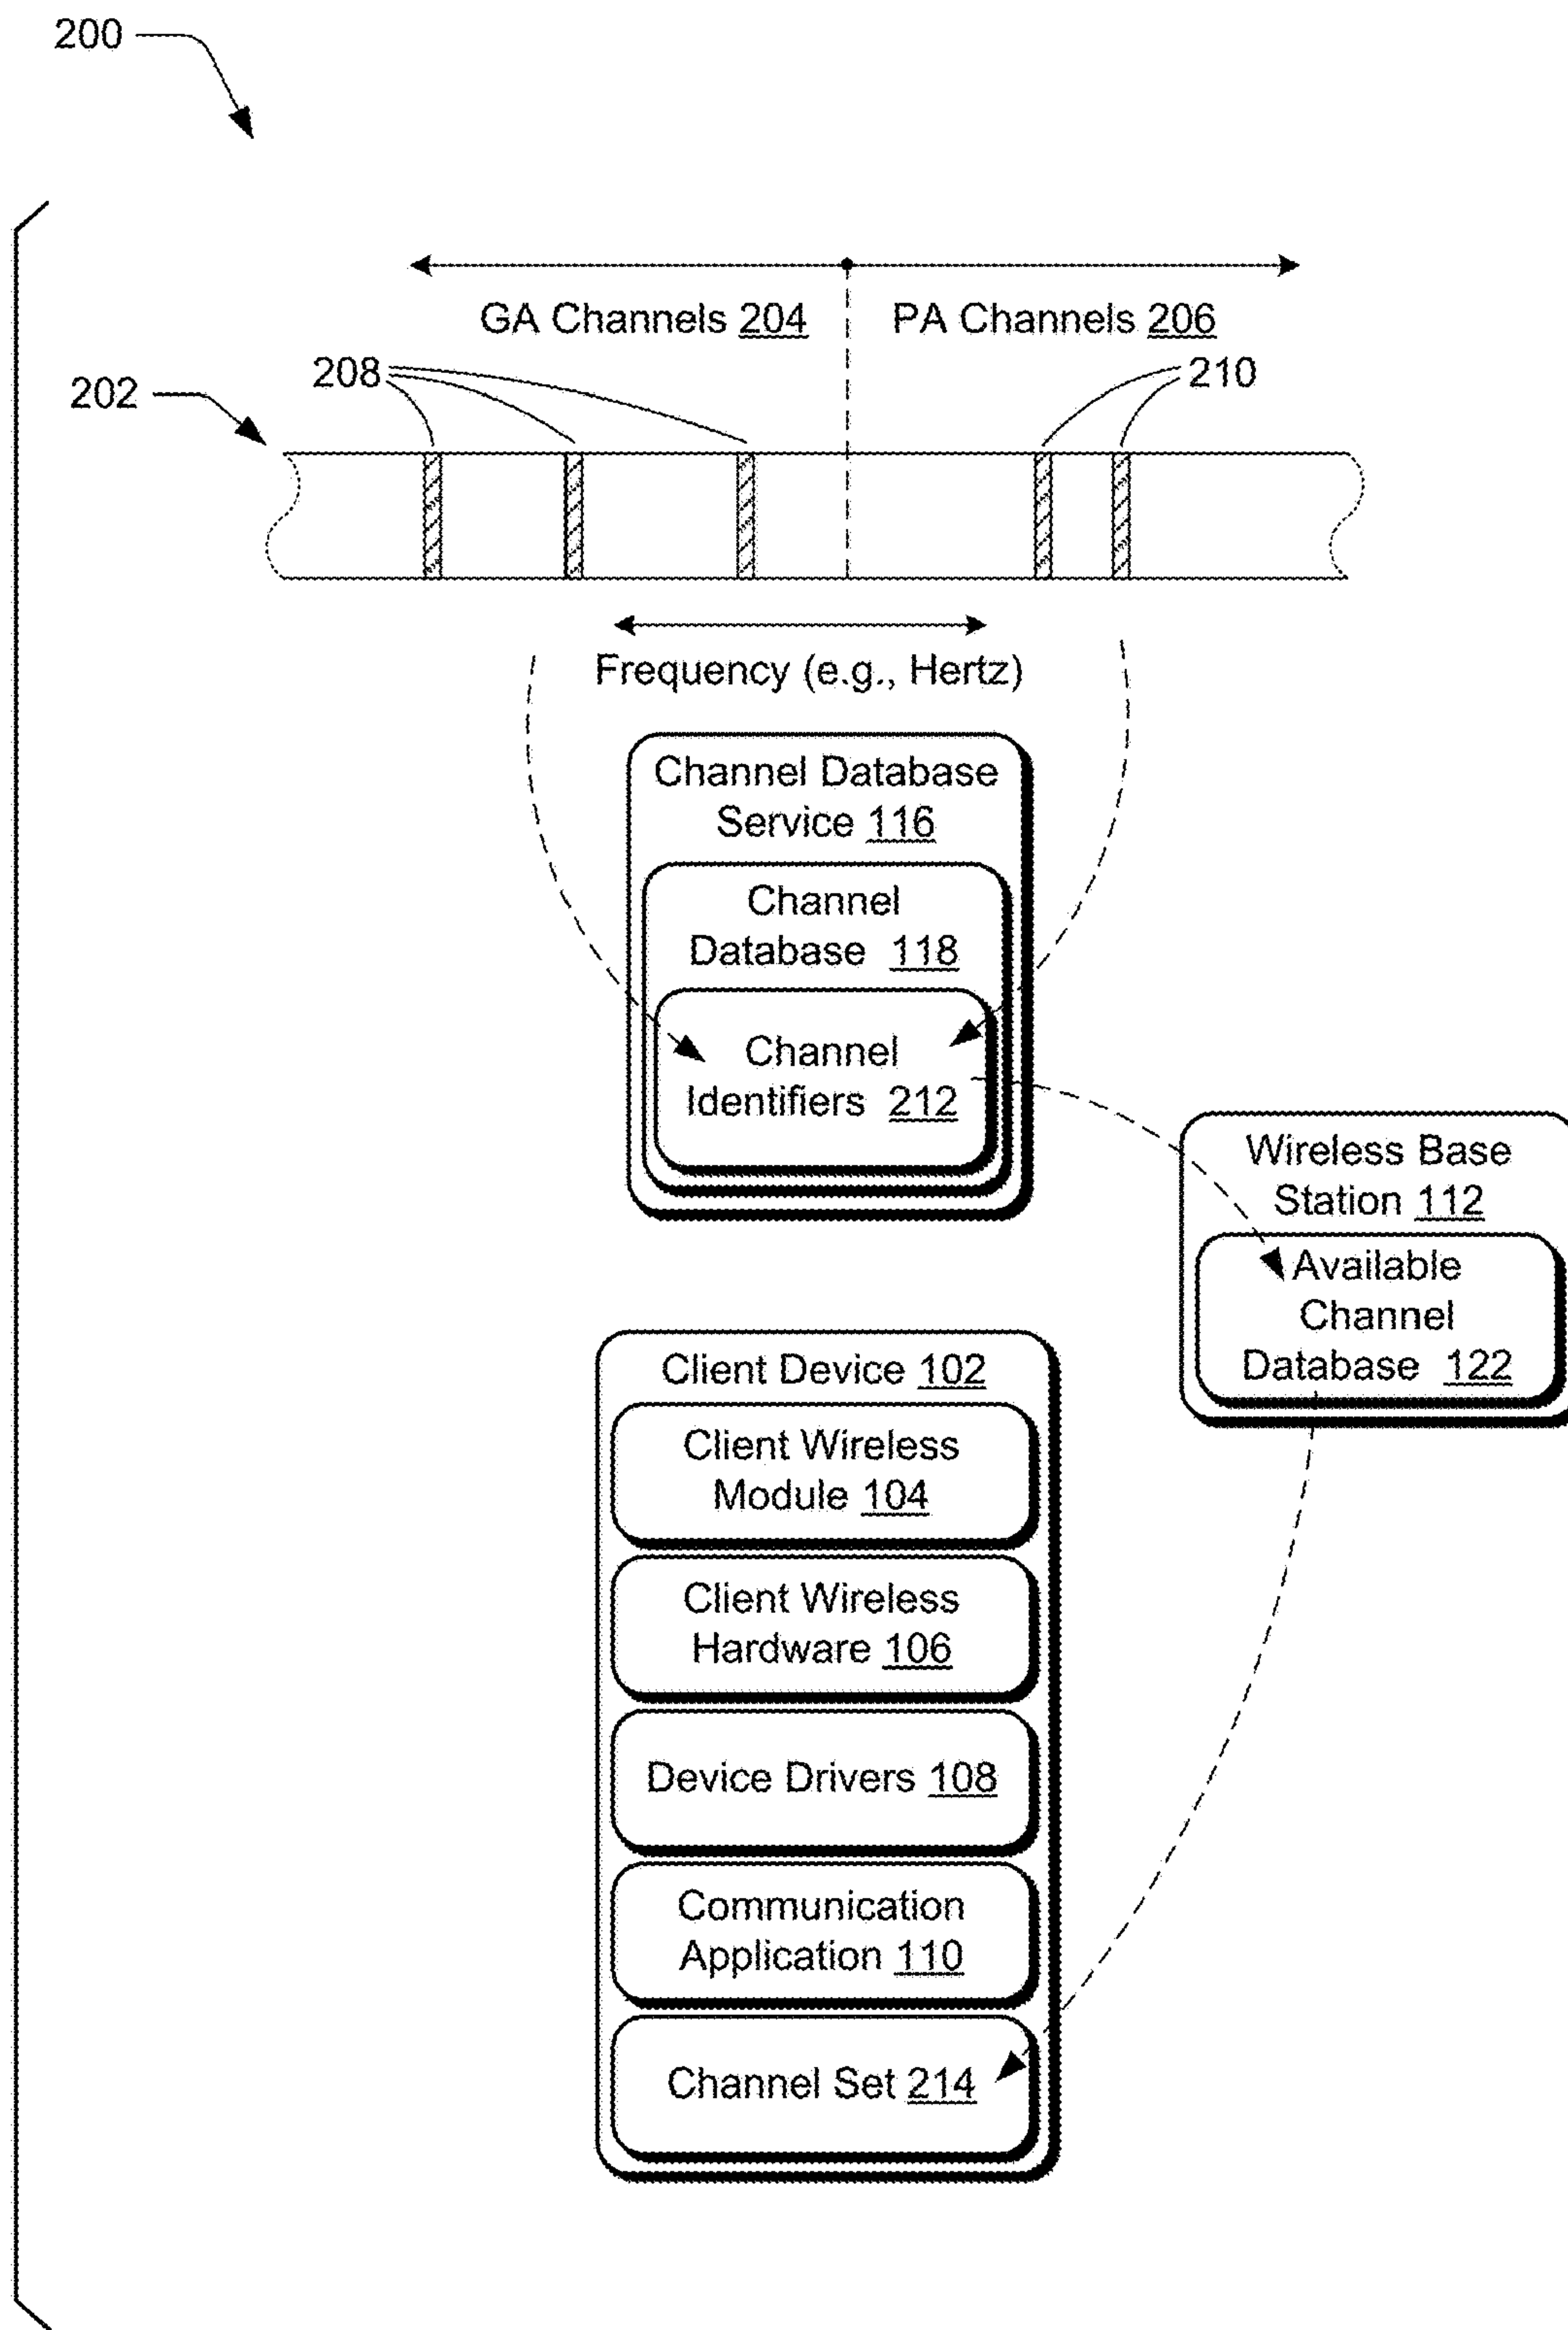 200
GA Channels 204
PA Channels 206
202
208
210
Frequency (e.g., Hertz)
Channel Database
Service 116
Channel
Database 118
Channel
Identifiers 212
Wireless Base
Station 112
Available
Channel
Database 122
Client Device 102
Client Wireless
Module 104
Client Wireless
Hardware 106
Device Drivers 108
Communication
Application 110
Channel Set 214